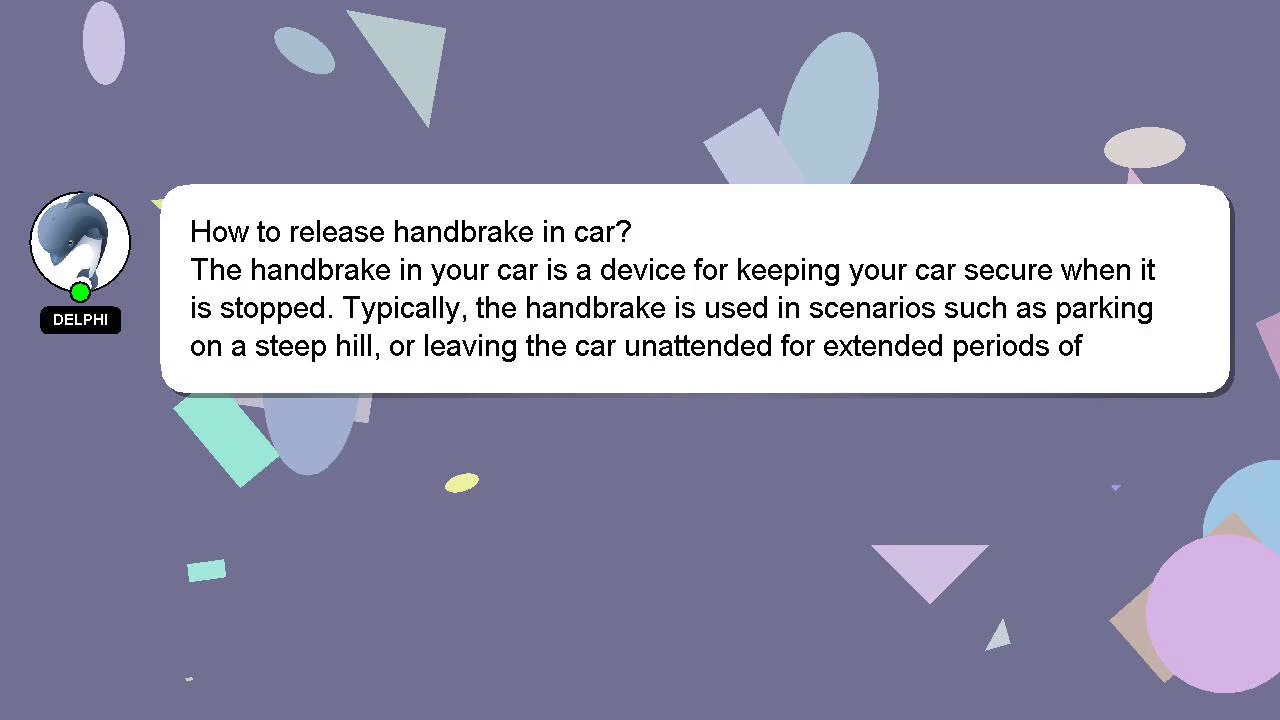 How to release handbrake in car?
The handbrake in your car is a device for keeping your car secure when it
is stopped. Typically, the handbrake is used in scenarios such as parking
on a steep hill, or leaving the car unattended for extended periods of
DELPHI